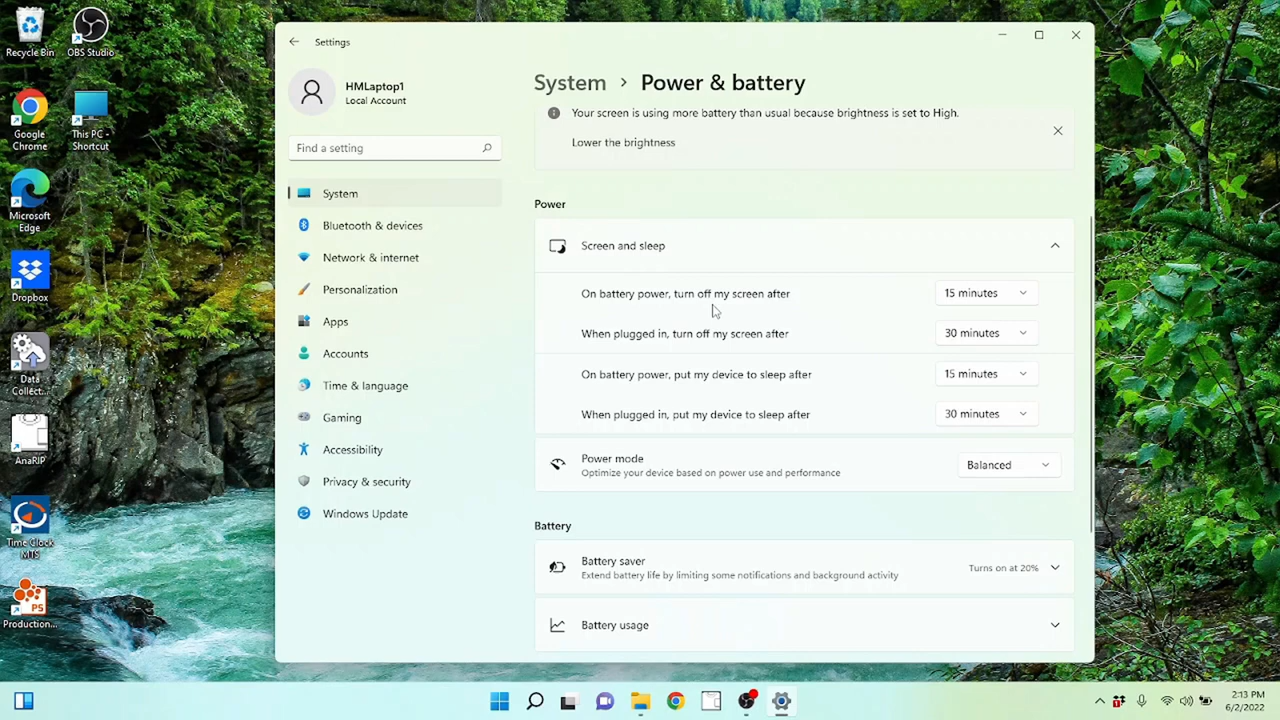 Recycle Bin
OBS Studio
Google
Chrome
This PC -
Shortcut
Microsoft
Edge
Dropbox
Data
Collect...
AnaRIP
Time Clock
MTS
PS
Production...
Settings
HMLaptop1
Local Account
Find a setting
System
Bluetooth & devices
Network & internet
Personalization
Apps
Accounts
Time & language
Gaming
Accessibility
Privacy & security
Windows Update
System > Power & battery
Your screen is using more battery than usual because brightness is set to High.
Lower the brightness
Power
Screen and sleep
On battery power, turn off my screen after 15 minutes
When plugged in, turn off my screen after 30 minutes
On battery power, put my device to sleep after 15 minutes
When plugged in, put my device to sleep after 30 minutes
Power mode
Optimize your device based on power use and performance
Balanced
Battery
Battery saver
Extend battery life by limiting some notifications and background activity
Turns on at 20%
Battery usage
2:13 PM
6/2/2022